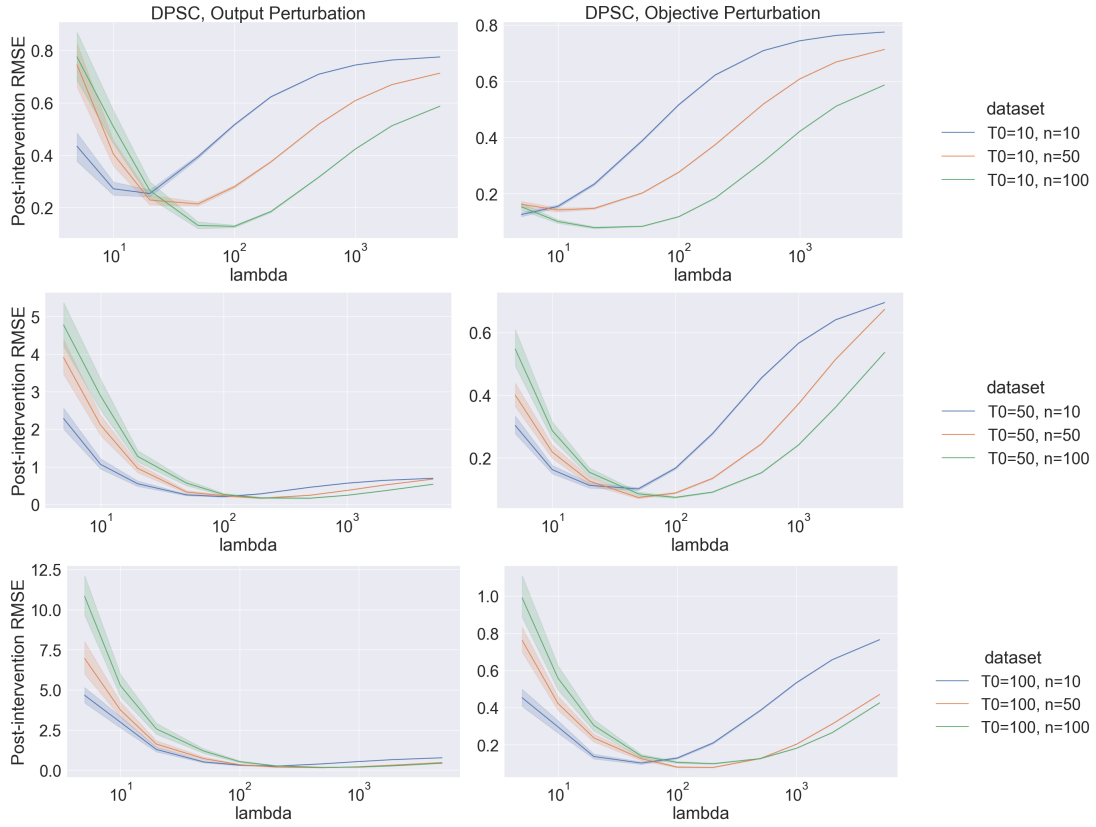 DPSC, Output Perturbation
DPSC, Objective Perturbation
Post-intervention RMSE
0.8
0.6
0.4
0.2
10^1
10^2
10^3
lambda
0.8
0.6
0.4
0.2
10^1
10^2
10^3
lambda
dataset
T0=10, n=10
T0=10, n=50
T0=10, n=100
Post-intervention RMSE
5
4
3
2
1
0
10^1
10^2
10^3
lambda
0.6
0.4
0.2
10^1
10^2
10^3
lambda
dataset
T0=50, n=10
T0=50, n=50
T0=50, n=100
Post-intervention RMSE
12.5
10.0
7.5
5.0
2.5
0.0
10^1
10^2
10^3
lambda
1.0
0.8
0.6
0.4
0.2
10^1
10^2
10^3
lambda
dataset
T0=100, n=10
T0=100, n=50
T0=100, n=100